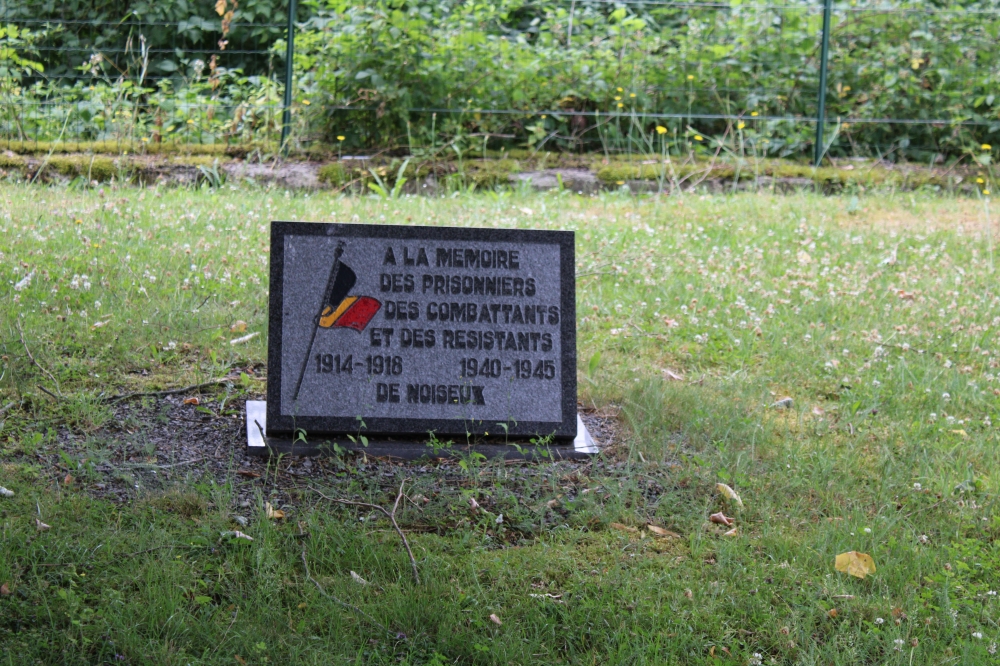 A LA MEMOIRE
DES PRISONNIERS
DES COMBATTANTS
ET DES RESISTANTS
1914-1918 1940-1945
DE NOISEUX